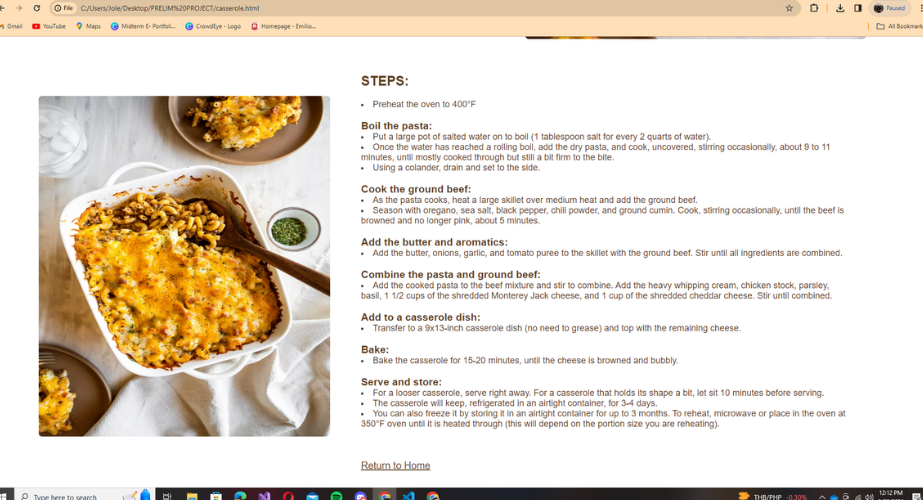 File
C:/Users/Joie/Desktop/PRELIM%20PROJECT/casserole.html
Paused
Gmail
YouTube
Maps
Midterm E- Portfoli...
CrowdEye - Logo
Homepage - Emilio...
All Bookmark
STEPS:
• Preheat the oven to 400°F
Boil the pasta:
• Put a large pot of salted water on to boil (1 tablespoon salt for every 2 quarts of water).
• Once the water has reached a rolling boil, add the dry pasta, and cook, uncovered, stirring occasionally, about 9 to 11
minutes, until mostly cooked through but still a bit firm to the bite.
• Using a colander, drain and set to the side.
Cook the ground beef:
• As the pasta cooks, heat a large skillet over medium heat and add the ground beef.
• Season with oregano, sea salt, black pepper, chili powder, and ground cumin. Cook, stirring occasionally, until the beef is
browned and no longer pink, about 5 minutes.
Add the butter and aromatics:
• Add the butter, onions, garlic, and tomato puree to the skillet with the ground beef. Stir until all ingredients are combined.
Combine the pasta and ground beef:
• Add the cooked pasta to the beef mixture and stir to combine. Add the heavy whipping cream, chicken stock, parsley,
basil, 1 1/2 cups of the shredded Monterey Jack cheese, and 1 cup of the shredded cheddar cheese. Stir until combined.
Add to a casserole dish:
• Transfer to a 9x13-inch casserole dish (no need to grease) and top with the remaining cheese.
Bake:
• Bake the casserole for 15-20 minutes, until the cheese is browned and bubbly.
Serve and store:
• For a looser casserole, serve right away. For a casserole that holds its shape a bit, let sit 10 minutes before serving.
• The casserole will keep, refrigerated in an airtight container, for 3-4 days.
• You can also freeze it by storing it in an airtight container for up to 3 months. To reheat, microwave or place in the oven at
350°F oven until it is heated through (this will depend on the portion size you are reheating).
Return to Home
Type here to search
THB/PHP -0.30%
12:12 PM